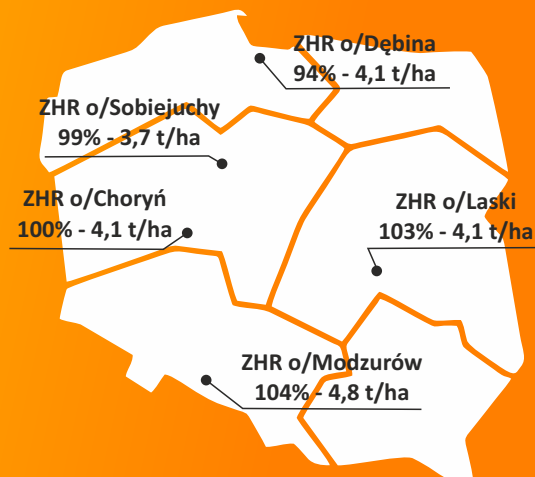 ZHR o/Dębina
94% - 4,1 t/ha
ZHR o/Sobiejuchy
99% - 3,7 t/ha
ZHR o/Choryń
100% - 4,1 t/ha
ZHR o/Laski
103% - 4,1 t/ha
ZHR o/Modzurów
104% - 4,8 t/ha